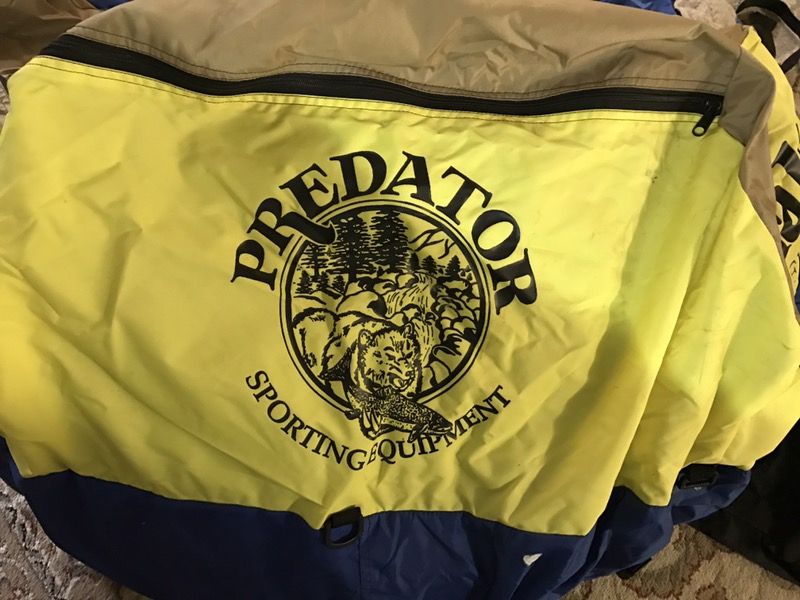 PREDATOR
SPORTING EQUIPMENT